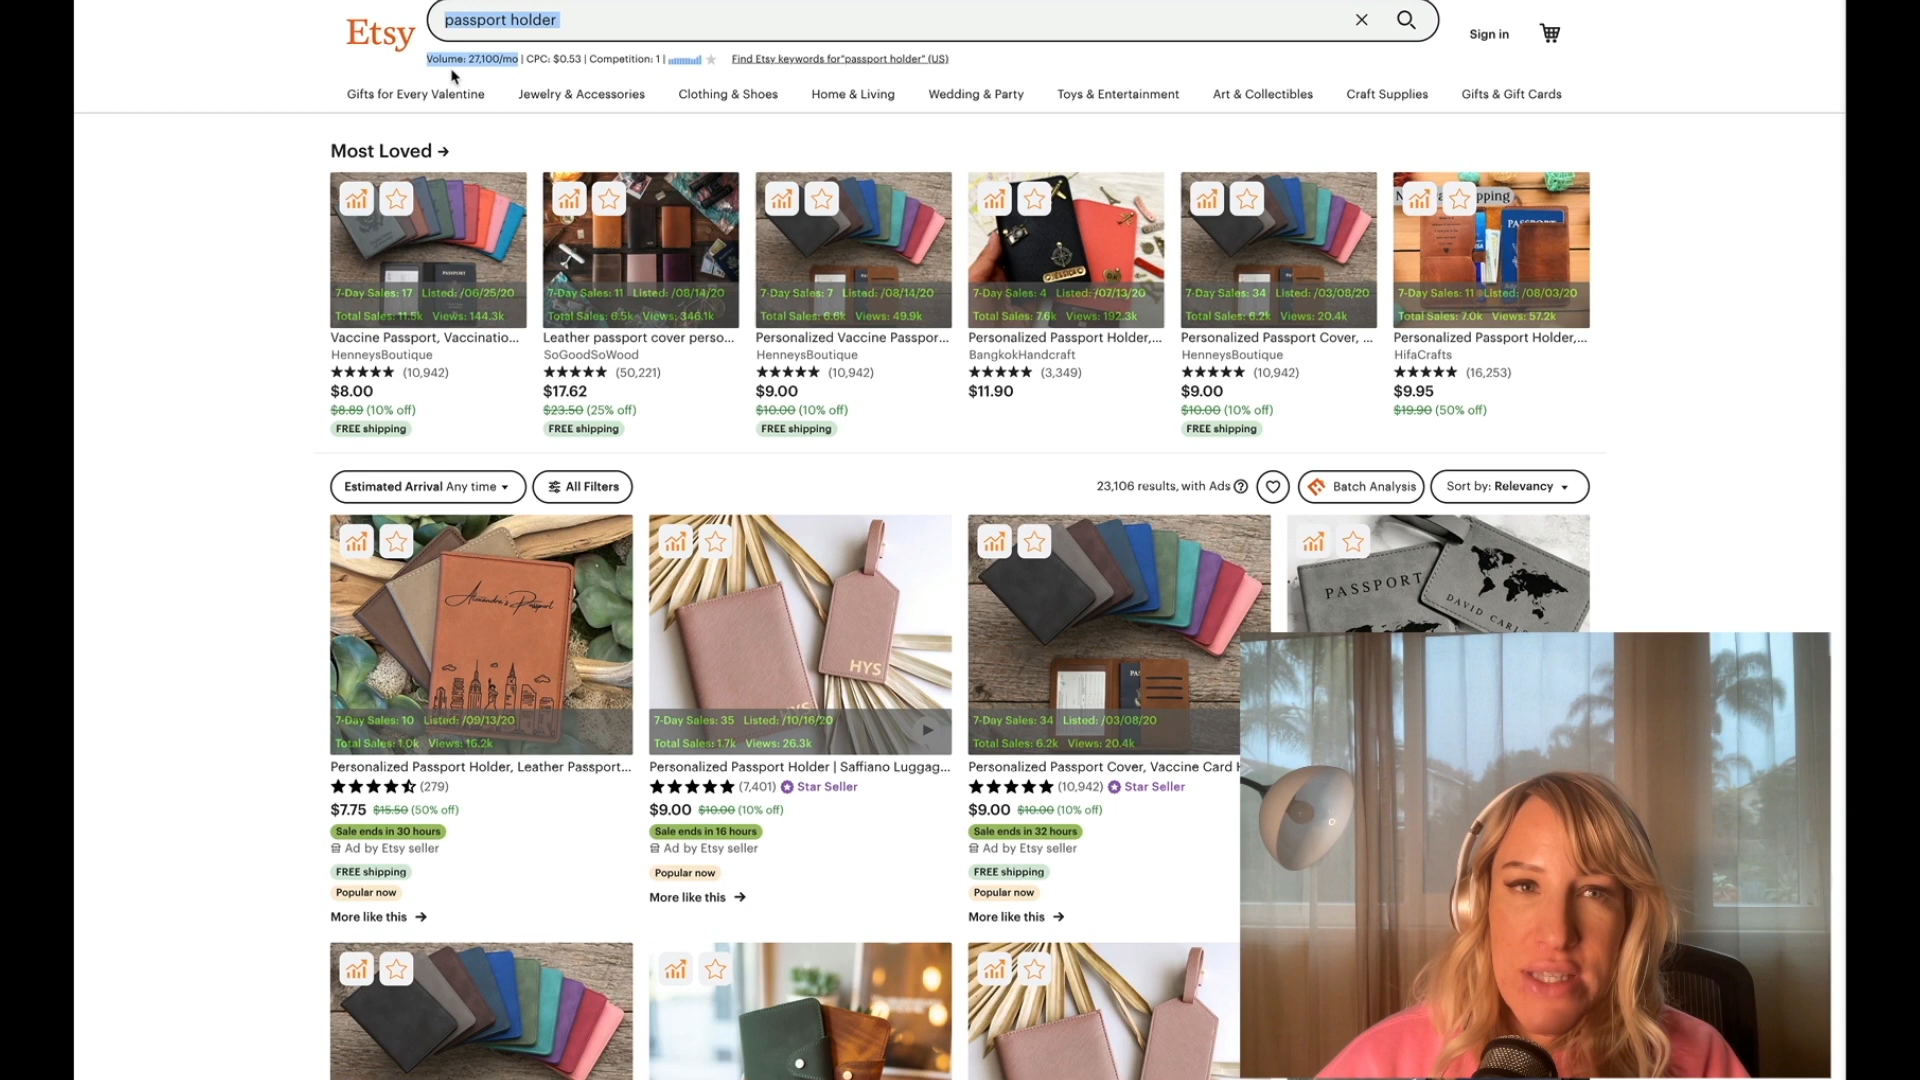 passport holder
Etsy
Sign in
Volume: 27,100/mo | CPC: $0.53 | Competition: 1 |
Find Etsy keywords for"passport holder" (US)
Gifts for Every Valentine
Jewelry & Accessories
Clothing & Shoes
Home & Living
Wedding & Party
Toys & Entertainment
Art & Collectibles
Craft Supplies
Gifts & Gift Cards
Most Loved →
7-Day Sales: 17 Listed: /06/25/20
Total Sales: 11.5k Views: 144.3k
Vaccine Passport, Vaccinatio...
HenneysBoutique
(10,942)
$8.00
$8.89 (10% off)
FREE shipping
7-Day Sales: 11 Listed: /08/14/20
Total Sales: 6.5k Views: 346.1k
Leather passport cover perso...
SoGoodSoWood
(50,221)
$17.62
$23.50 (25% off)
FREE shipping
7-Day Sales: 7 Listed: /08/14/20
Total Sales: 6.6k Views: 49.9k
Personalized Vaccine Passpor...
HenneysBoutique
(10,942)
$9.00
$10.00 (10% off)
FREE shipping
JESSICA
7-Day Sales: 4 Listed: /07/13/20
Total Sales: 7.6k Views: 192.3k
Personalized Passport Holder,...
BangkokHandcraft
(3,349)
$11.90
7-Day Sales: 34 Listed: /03/08/20
Total Sales: 6.2k Views: 20.4k
Personalized Passport Cover, ...
HenneysBoutique
(10,942)
$9.00
$10.00 (10% off)
FREE shipping
PASSPORT
7-Day Sales: 11 Listed: /08/03/20
Total Sales: 7.0k Views: 57.2k
Personalized Passport Holder,...
HifaCrafts
(16,253)
$9.95
$19.90 (50% off)
Estimated Arrival Any time
All Filters
23,106 results, with Ads
Batch Analysis
Sort by: Relevancy
Alexandra's Passport
7-Day Sales: 10 Listed: /09/13/20
Total Sales: 1.0k Views: 16.2k
Personalized Passport Holder, Leather Passport...
(279)
$7.75 $15.50 (50% off)
Sale ends in 30 hours
Ad by Etsy seller
FREE shipping
Popular now
More like this →
HYS
7-Day Sales: 35 Listed: /10/16/20
Total Sales: 1.7k Views: 26.3k
Personalized Passport Holder | Saffiano Luggag...
(7,401) Star Seller
$9.00 $10.00 (10% off)
Sale ends in 16 hours
Ad by Etsy seller
Popular now
More like this →
7-Day Sales: 34 Listed: /03/08/20
Total Sales: 6.2k Views: 20.4k
Personalized Passport Cover, Vaccine Card
(10,942) Star Seller
$9.00 $10.00 (10% off)
Sale ends in 32 hours
Ad by Etsy seller
FREE shipping
Popular now
More like this →
PASSPORT
DAVID